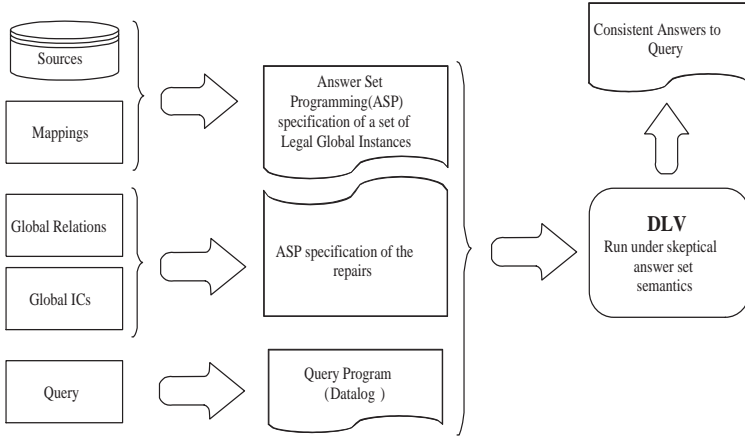 Sources
Mappings
Global Relations
Global ICs
Query
Answer Set
Programming(ASP)
specification of a set of
Legal Global Instances
ASP specification of the
repairs
Query Program
(Datalog )
DLV
Run under skeptical
answer set
semantics
Consistent Answers to
Query